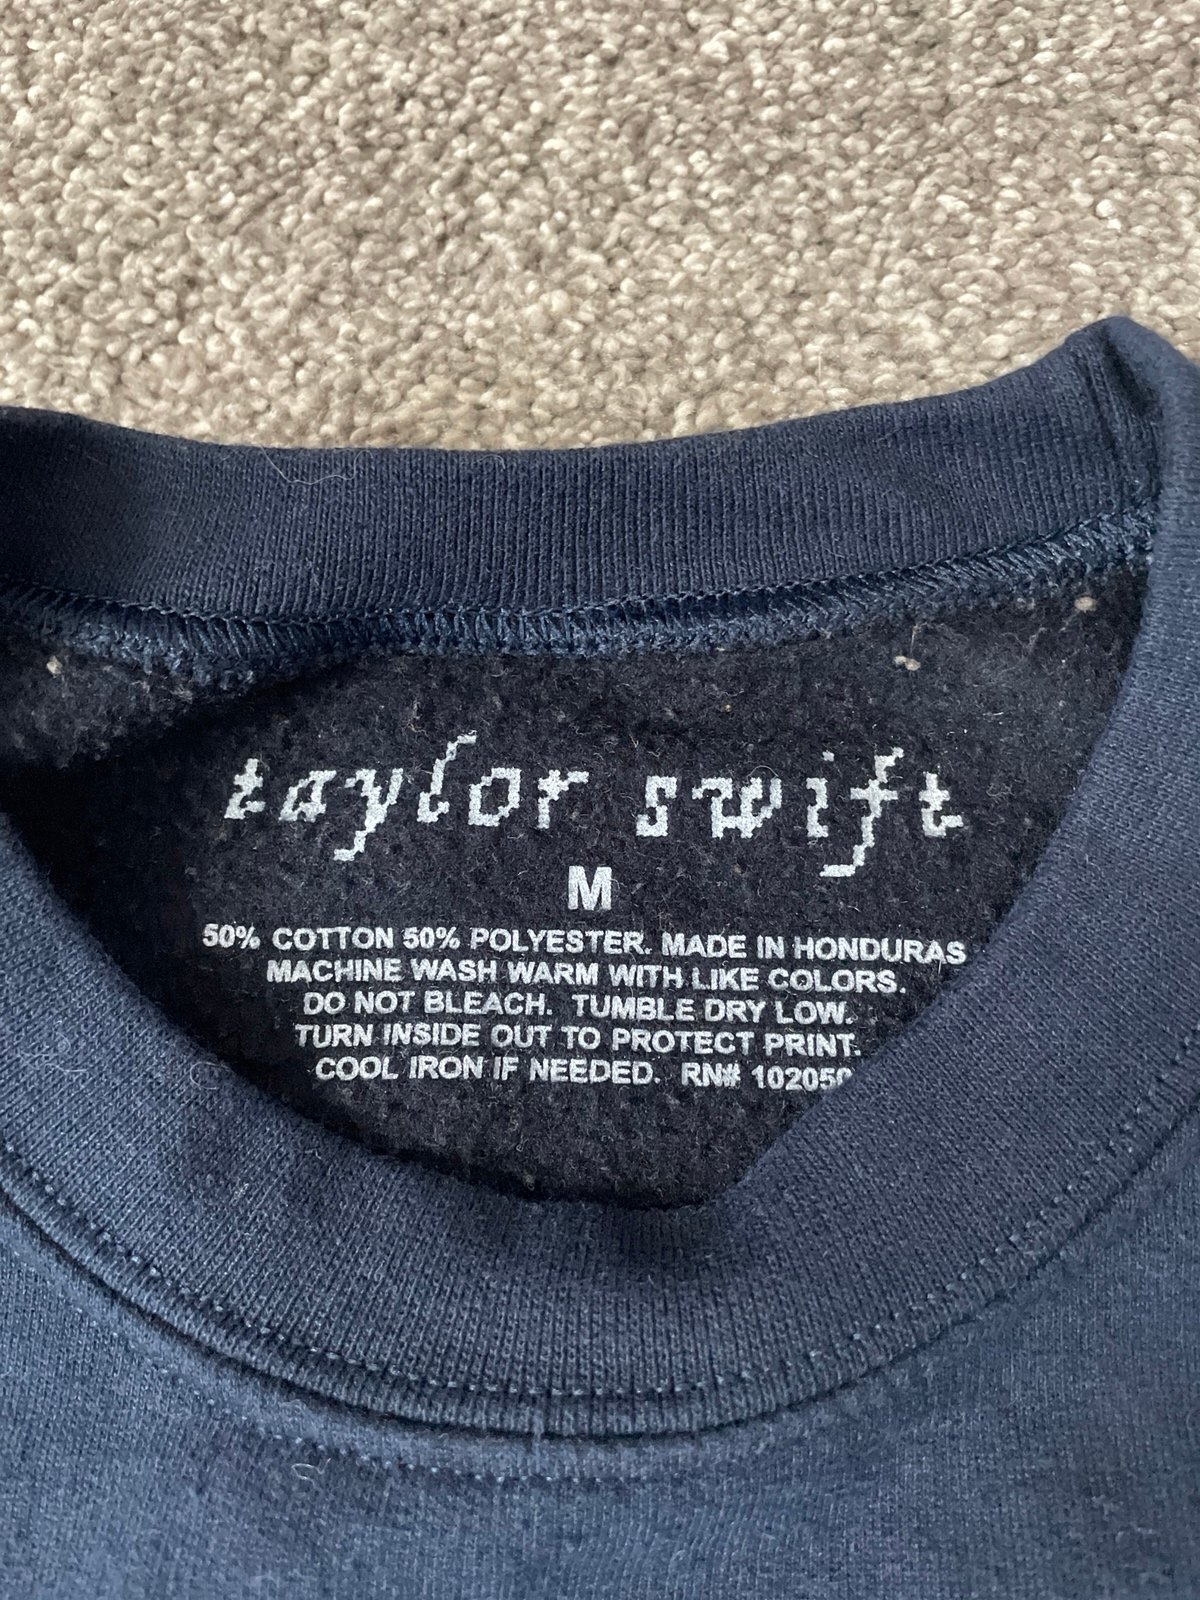 taylor swift
M
50% COTTON 50% POLYESTER. MADE IN HONDURAS
MACHINE WASH WARM WITH LIKE COLORS.
DO NOT BLEACH. TUMBLE DRY LOW.
TURN INSIDE OUT TO PROTECT PRINT.
COOL IRON IF NEEDED. RN#